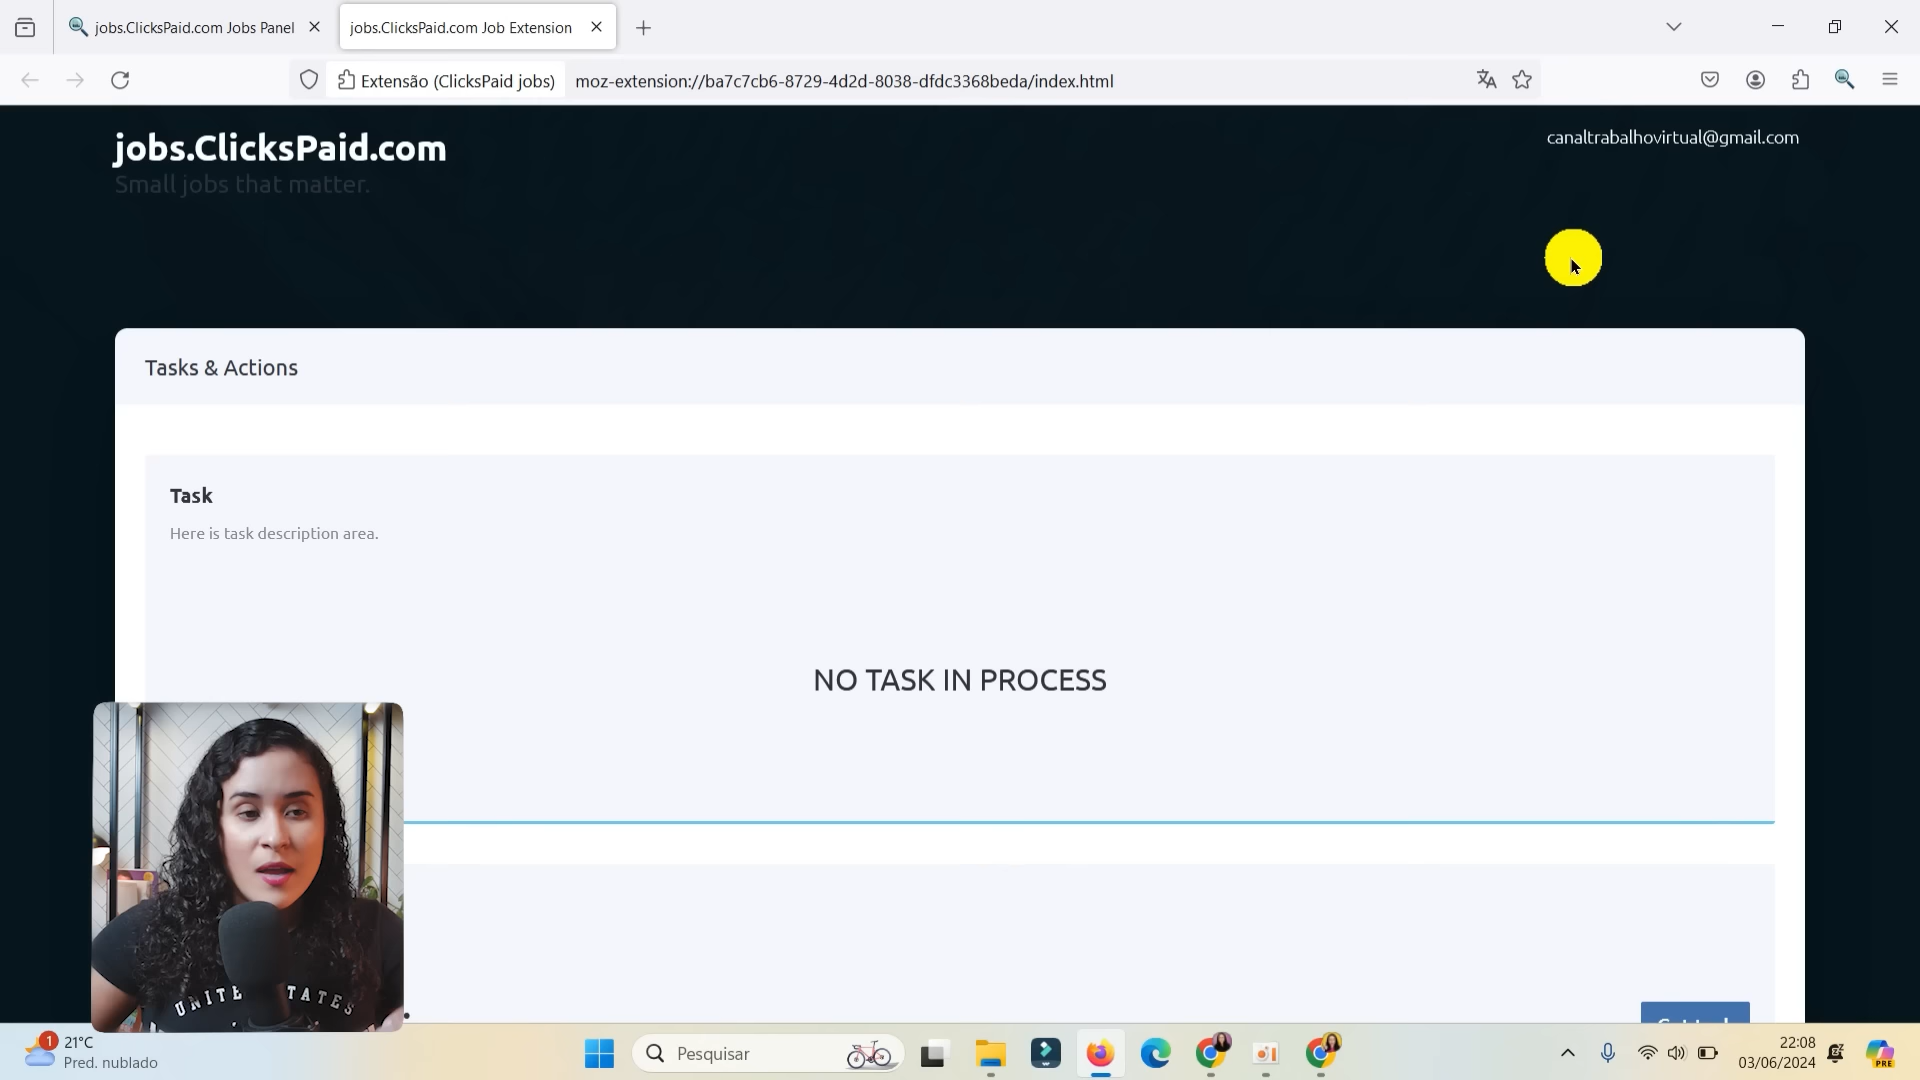 jobs.ClicksPaid.com Jobs Panel
jobs.ClicksPaid.com Job Extension
Extensão (ClicksPaid jobs)
moz-extension://ba7c7cb6-8729-4d2d-8038-dfdc3368beda/index.html
jobs.ClicksPaid.com
canaltrabalhovirtual@gmail.com
Small jobs that matter.
Tasks & Actions
Task
Here is task description area.
NO TASK IN PROCESS
UNITE TATES
1
21°C
Pred. nublado
Pesquisar
22:08
03/06/2024
PRE